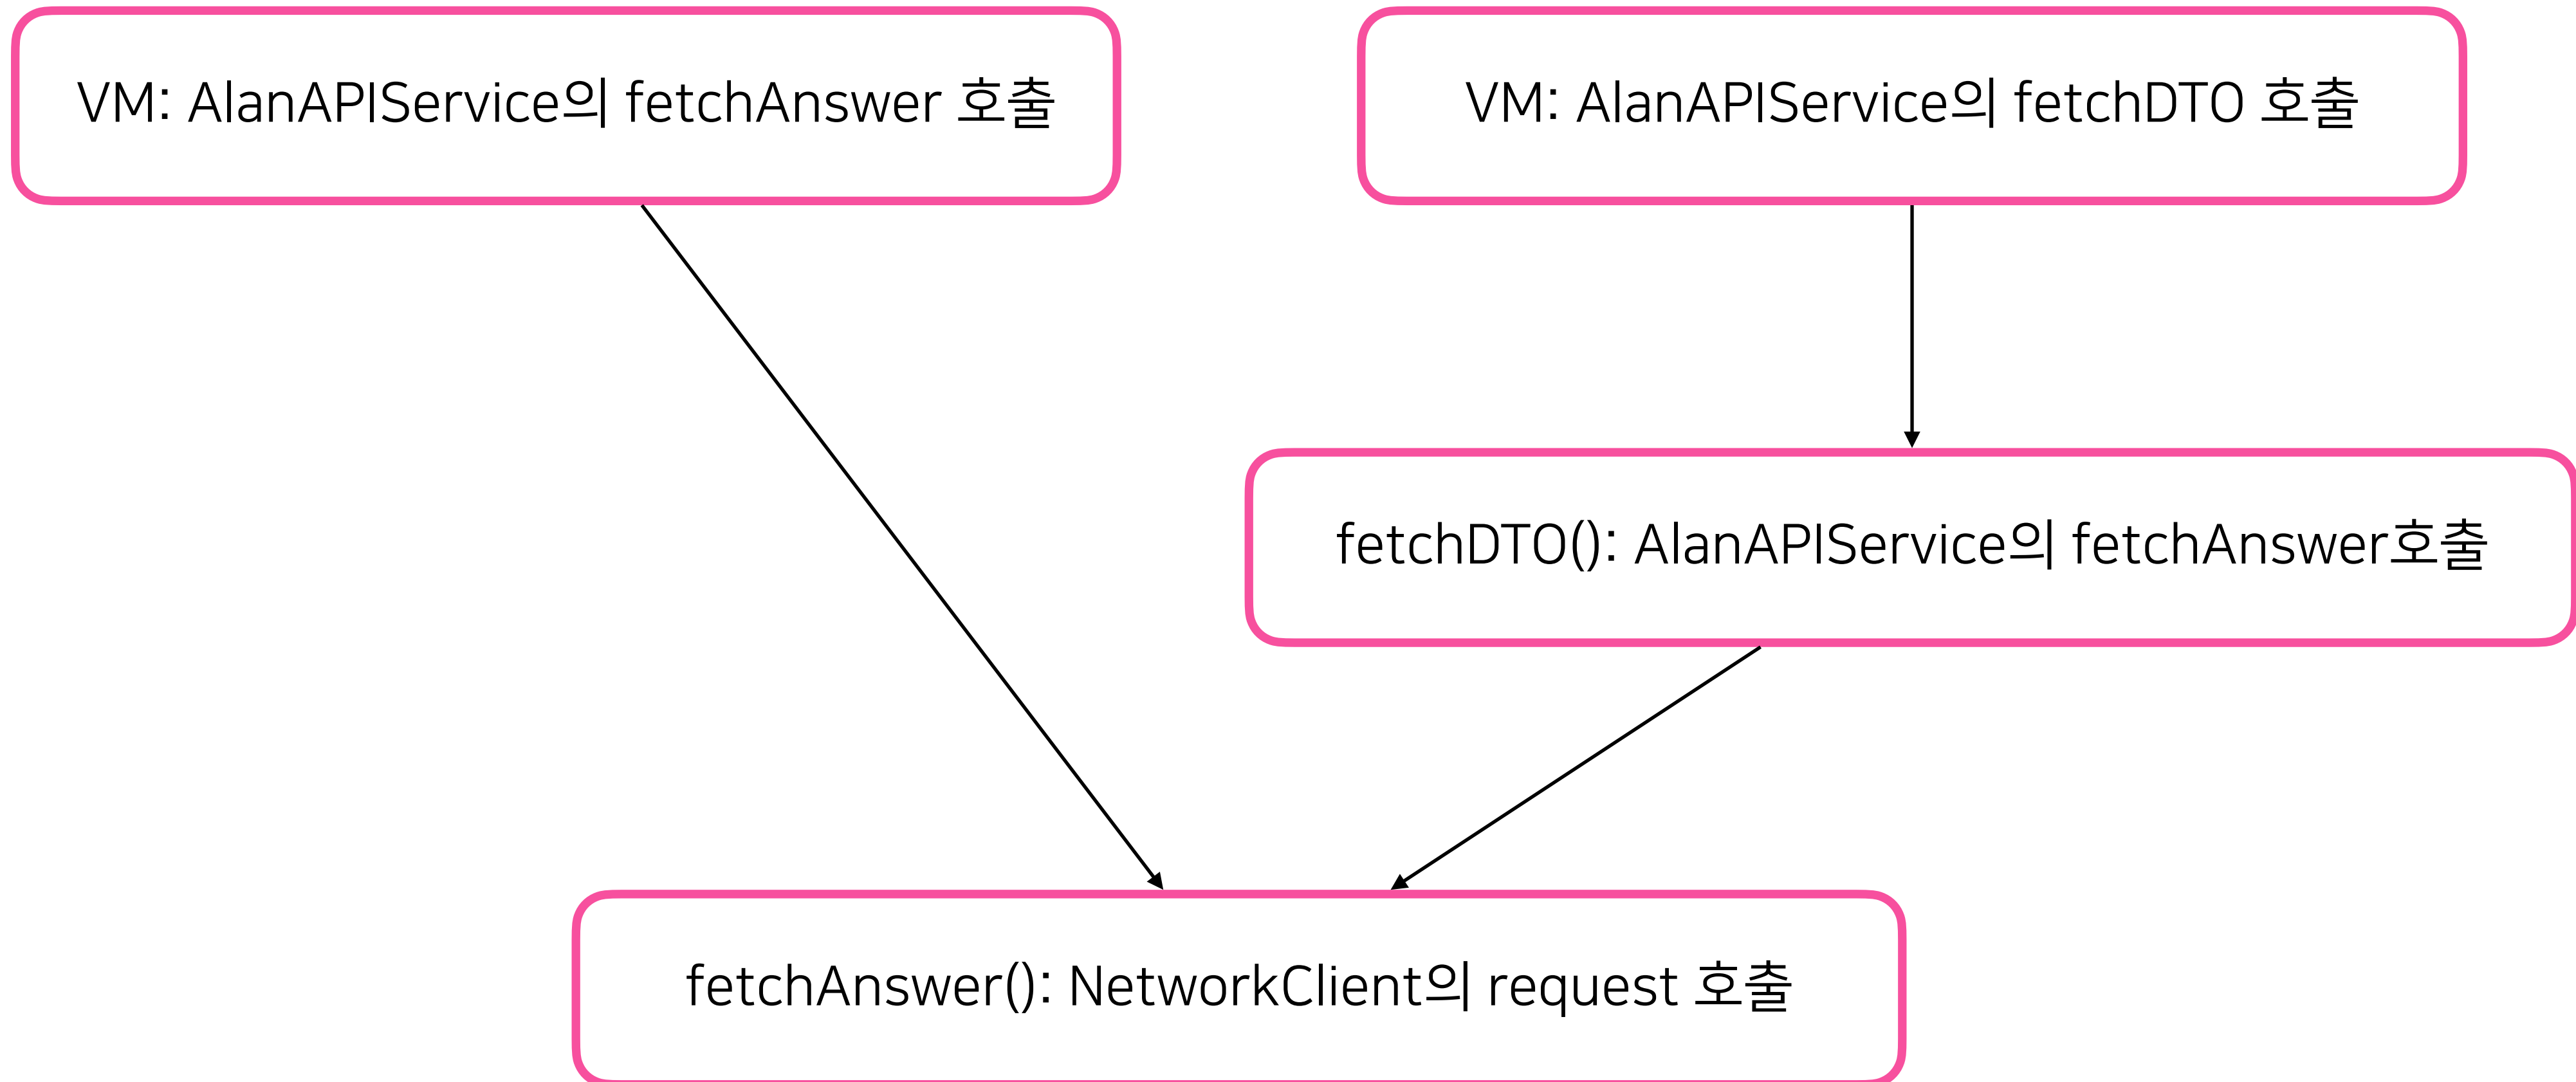 VM: AlanAPIService의 fetchAnswer 호출
VM: AlanAPIService의 fetchDTO 호출
fetchDTO(): AlanAPIService의 fetchAnswer호출
fetchAnswer(): NetworkClient의 request 호출